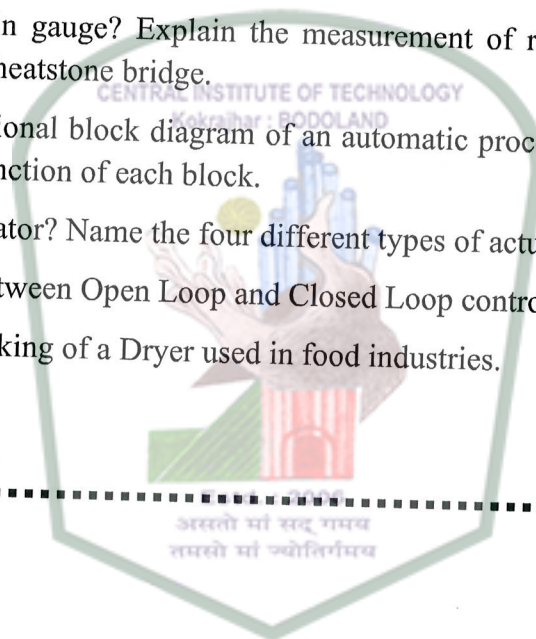 n gauge? Explain the measurement of r
heatstone bridge.
CENTRAL INSTITUTE OF TECHNOLOGY
Kokrajhar : BODOLAND
ional block diagram of an automatic proc
nction of each block.
ator? Name the four different types of actu
tween Open Loop and Closed Loop contro
king of a Dryer used in food industries.
Estd. : 2006
असतो मां सद् गमय
तमसो मां ज्योतिर्गमय